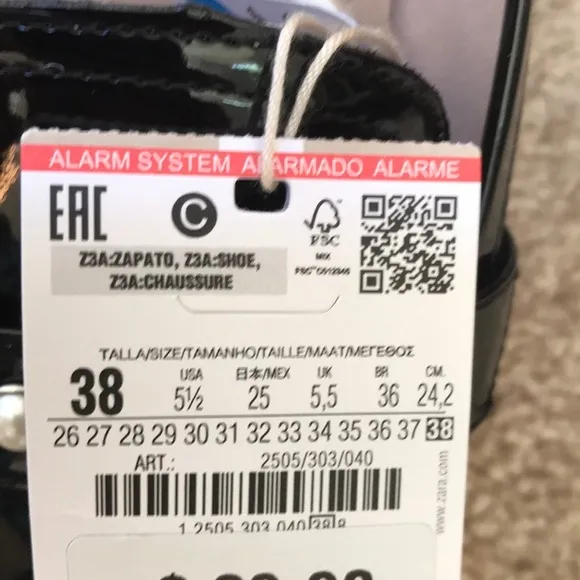 ALARM SYSTEM ALARMADO ALARME
EAC
C
FSC
MIX
Z3A:ZAPATO, Z3A:SHOE,
Z3A:CHAUSSURE
TALLA/SIZE/TAMANHO/TAILLE/MAAT/ΜΕΓΕΘΟΣ
USA 日本/MEX UK BR CM.
38 5½ 25 5,5 36 24,2
26 27 28 29 30 31 32 33 34 35 36 37 38
ART.: 2505/303/040
www.zara.com